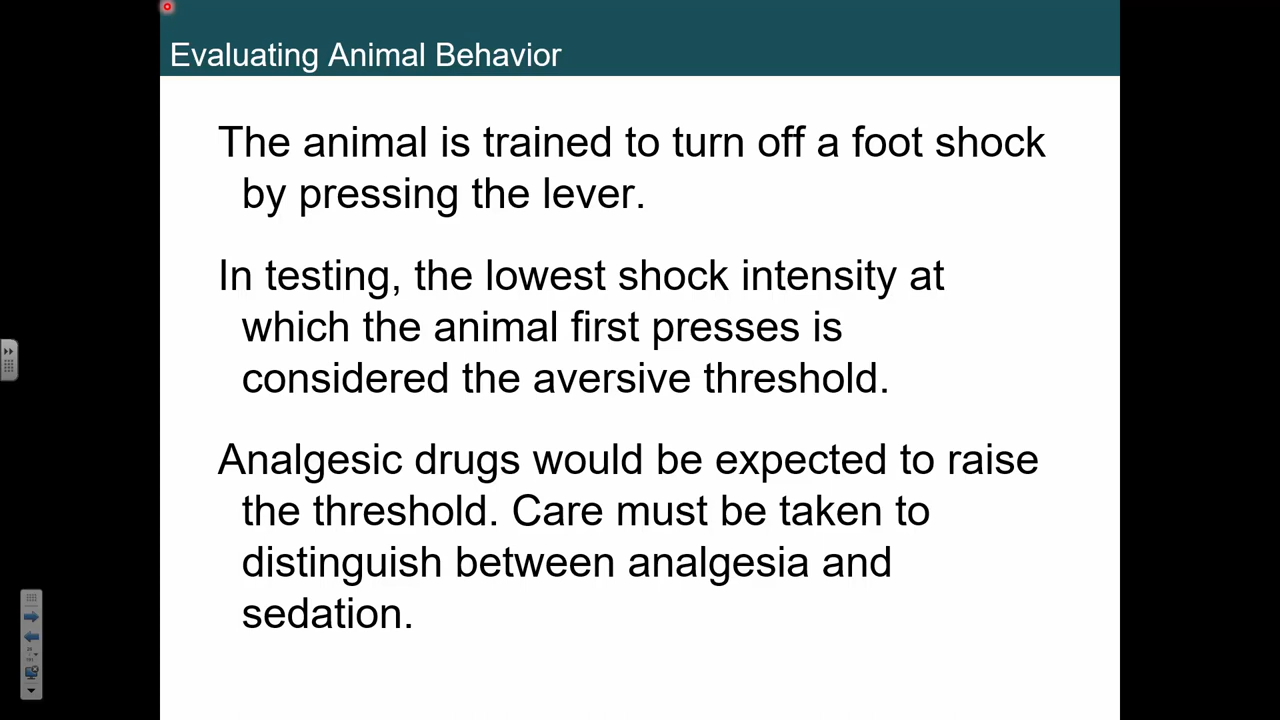 Evaluating Animal Behavior
The animal is trained to turn off a foot shock
by pressing the lever.
In testing, the lowest shock intensity at
which the animal first presses is
considered the aversive threshold.
Analgesic drugs would be expected to raise
the threshold. Care must be taken to
distinguish between analgesia and
sedation.